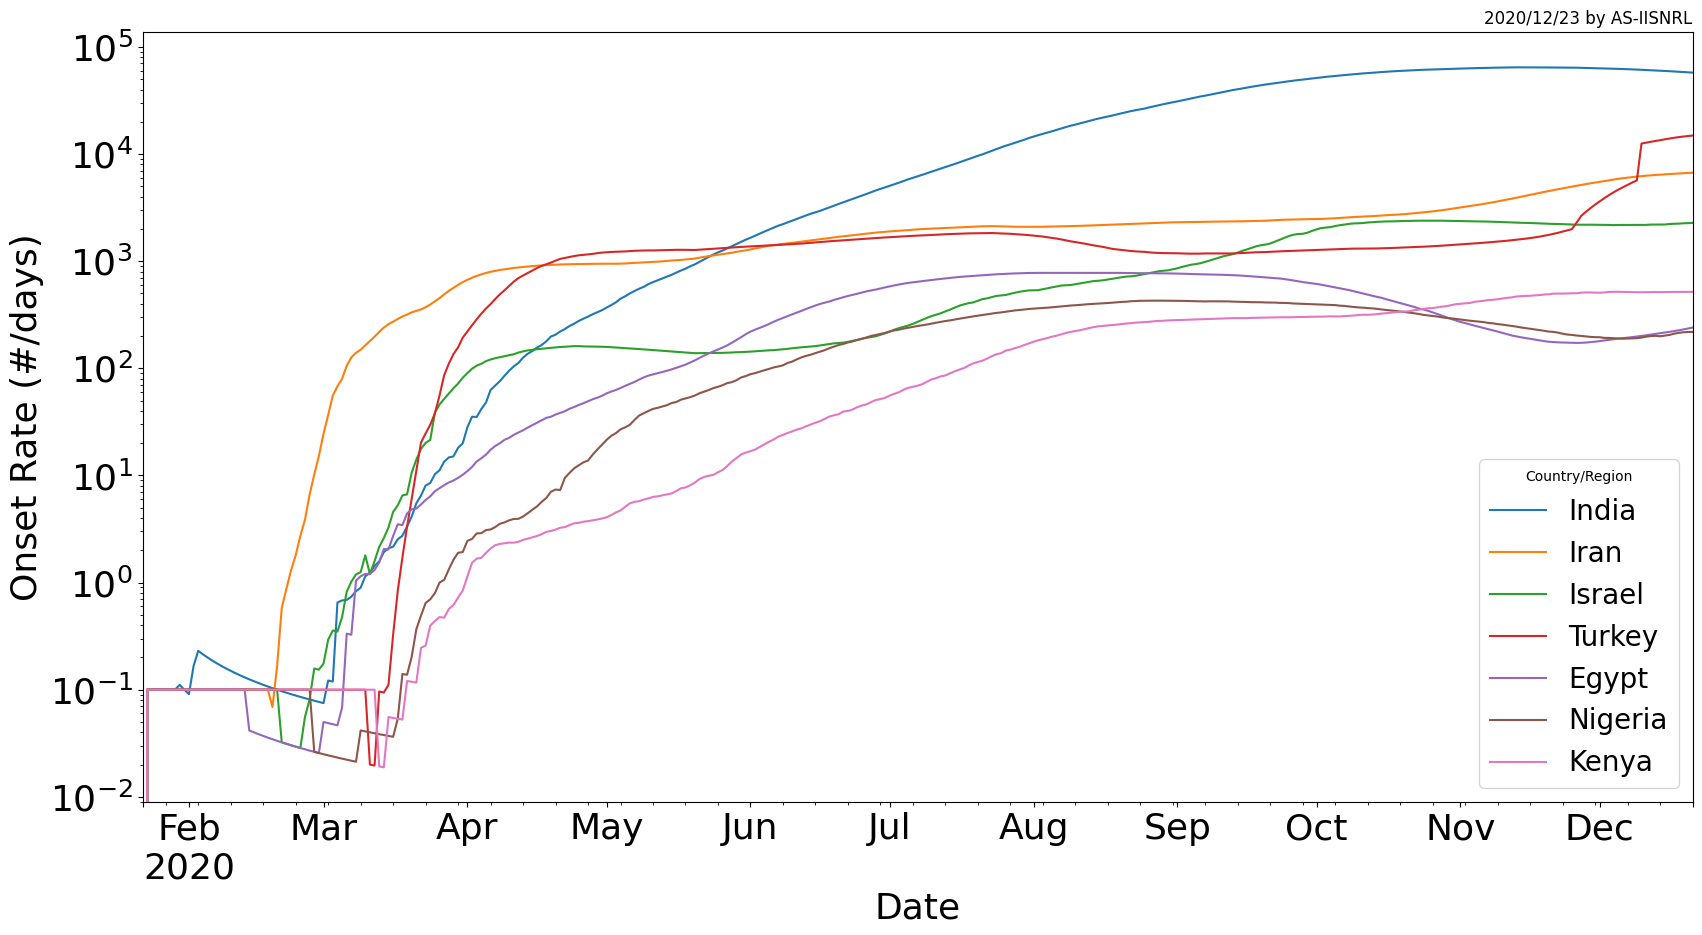 2020/12/23 by AS-IISNRL
10^5
10^4
10^3
10^2
10^1
10^0
10^−1
10^−2
Onset Rate (#/days)
Country/Region
India
Iran
Israel
Turkey
Egypt
Nigeria
Kenya
Feb Mar Apr May Jun Jul Aug Sep Oct Nov Dec
2020
Date